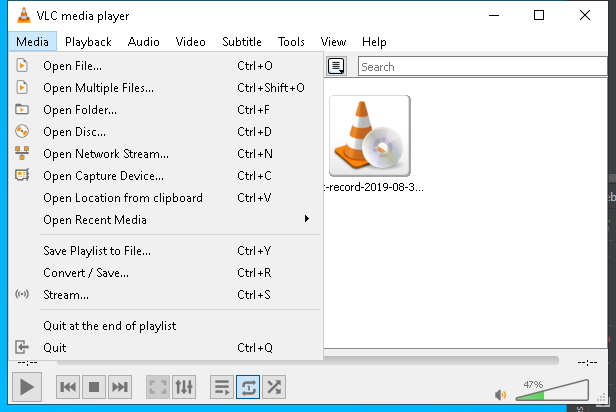 VLC media player
Media Playback Audio Video Subtitle Tools View Help
Open File... Ctrl+O
Open Multiple Files... Ctrl+Shift+O
Open Folder... Ctrl+F
Open Disc... Ctrl+D
Open Network Stream... Ctrl+N
Open Capture Device... Ctrl+C
Open Location from clipboard Ctrl+V
Open Recent Media
Save Playlist to File... Ctrl+Y
Convert / Save... Ctrl+R
Stream... Ctrl+S
Quit at the end of playlist
Quit Ctrl+Q
Search
-record-2019-08-3...
--:-- --:--
47%